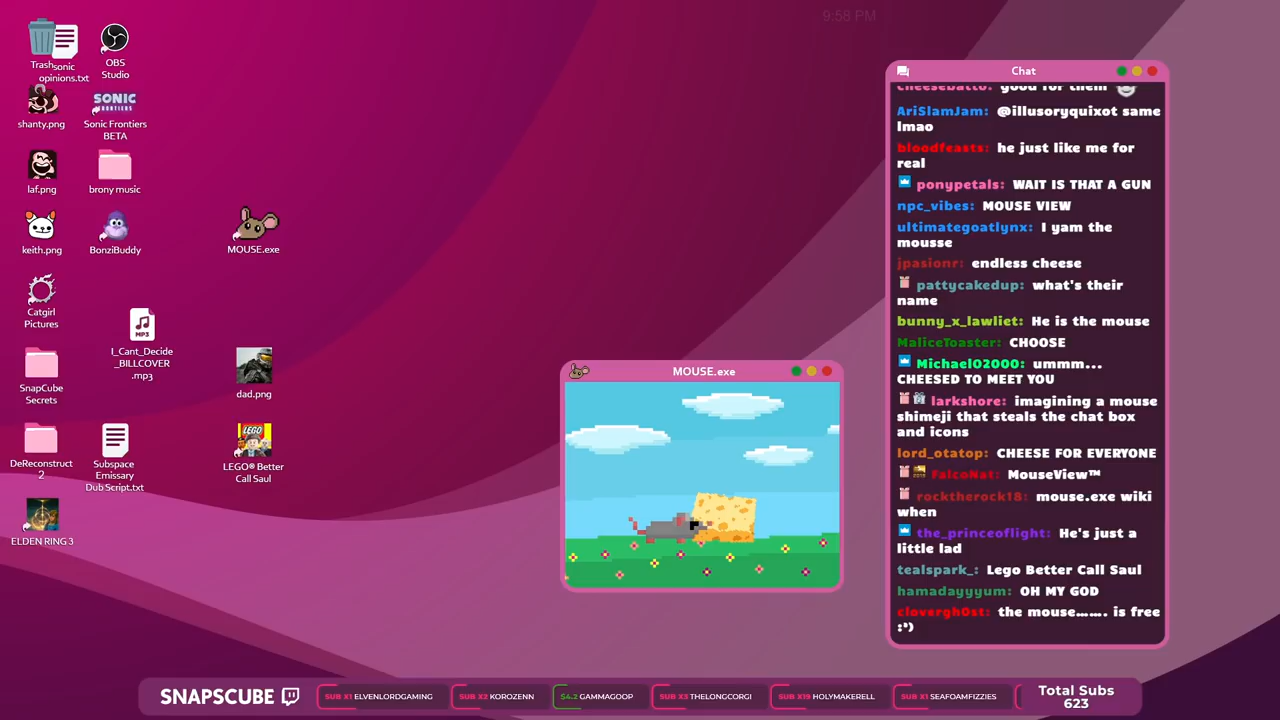 9:58 PM
Trash
sonic
opinions.txt
OBS
Studio
shanty.png
SONIC
FRONTIERS
Sonic Frontiers
BETA
laf.png
brony music
keith.png
BonziBuddy
MOUSE.exe
Catgirl
Pictures
MP3
I_Cant_Decide
_BILLCOVER
.mp3
SnapCube
Secrets
dad.png
DeReconstruct
2
Subspace
Emissary
Dub Script.txt
LEGO
LEGO® Better
Call Saul
ELDEN RING 3
MOUSE.exe
Chat
Cheesebatto: good for them
AriSlamJam: @illusoryquixot same
lmao
bloodfeasts: he just like me for
real
ponypetals: WAIT IS THAT A GUN
npc_vibes: MOUSE VIEW
ultimategoatlynx: I yam the
mousse
jpasionr: endless cheese
pattycakedup: what's their
name
bunny_x_lawliet: He is the mouse
MaliceToaster: CHOOSE
Michael02000: ummm...
CHEESED TO MEET YOU
larkshore: imagining a mouse
shimeji that steals the chat box
and icons
lord_otatop: CHEESE FOR EVERYONE
FalcoNat: MouseView™
rocktherock18: mouse.exe wiki
when
the_princeoflight: He's just a
little lad
tealspark_: Lego Better Call Saul
hamadayyyum: OH MY GOD
clovergh0st: the mouse……. is free
:')
SNAPSCUBE
SUB X1 ELVENLORDGAMING
SUB X2 KOROZENN
$4.2 GAMMAGOOP
SUB X3 THELONGCORGI
SUB X19 HOLYMAKERELL
SUB X1 SEAFOAMFIZZIES
Total Subs
623